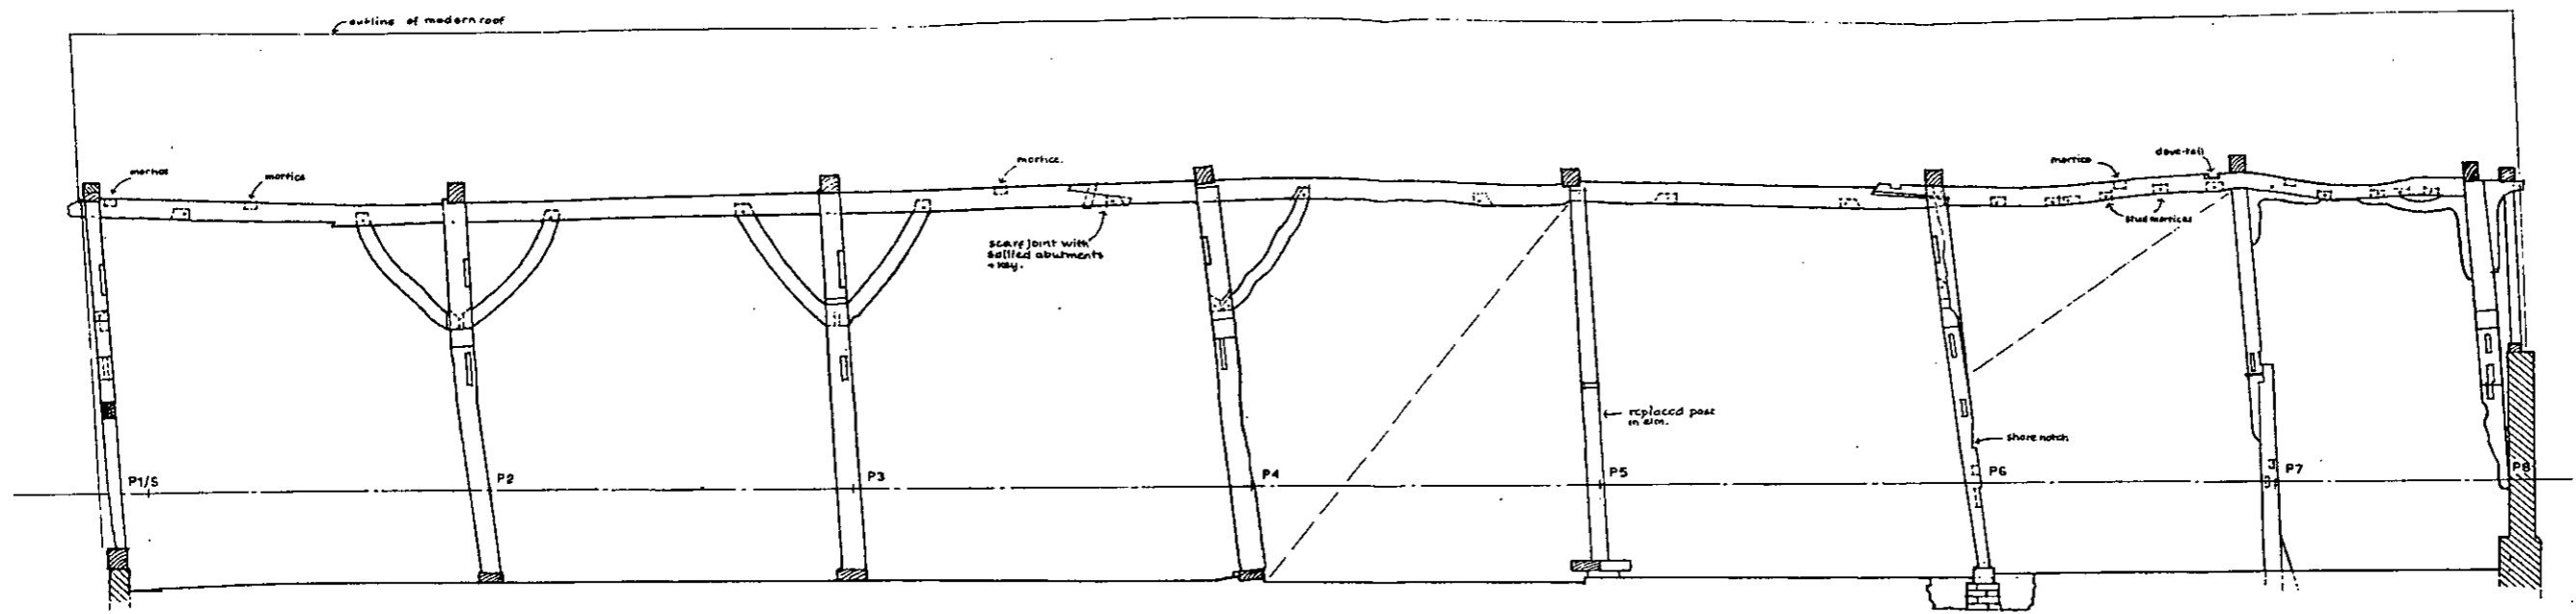 outline of modern roof
mortice
mortice
mortice.
mortice
dove-tail
stud mortices
scarf joint with
sallied abutments
+ key.
replaced post
in elm.
shore notch
P1/S
P2
P3
P4
P5
P6
P7
P8